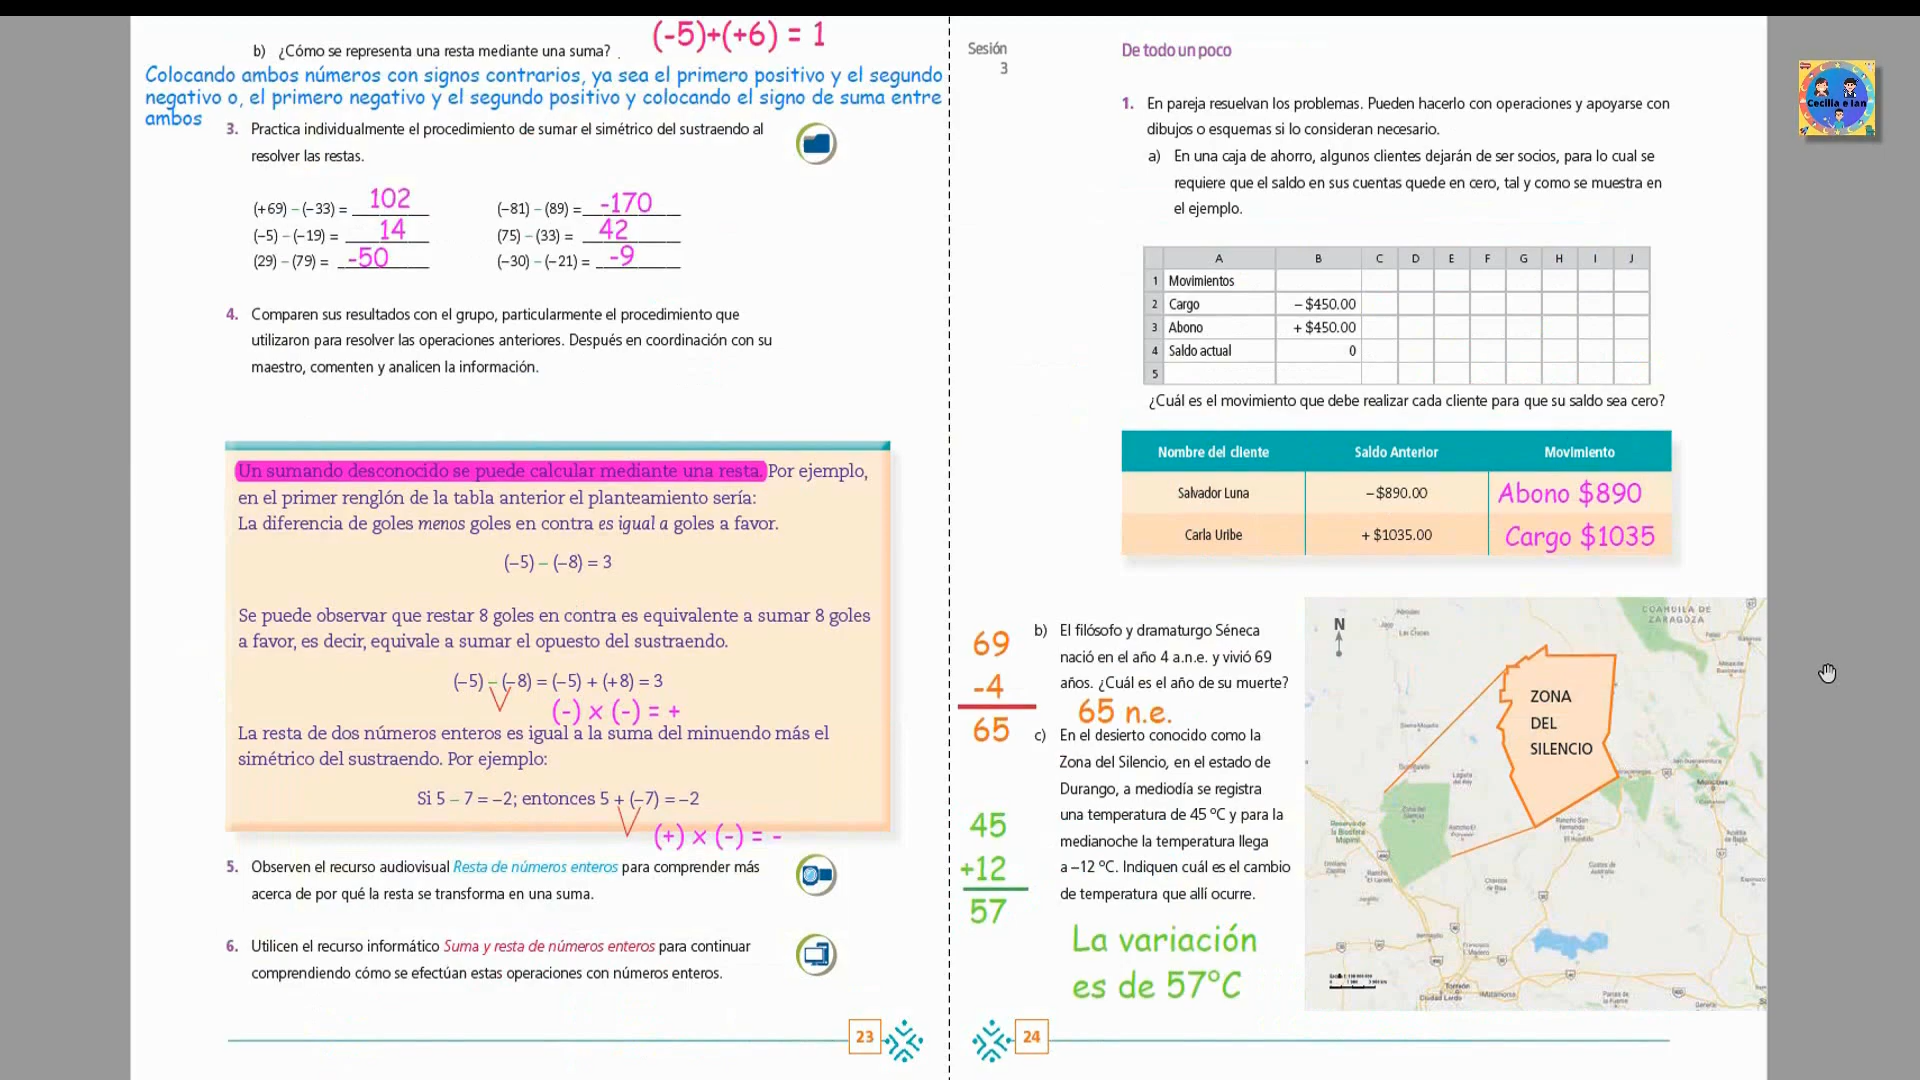 (-5)+(+6) = 1
b) ¿Cómo se representa una resta mediante una suma?
Colocando ambos números con signos contrarios, ya sea el primero positivo y el segundo
negativo o, el primero negativo y el segundo positivo y colocando el signo de suma entre
ambos
3. Practica individualmente el procedimiento de sumar el simétrico del sustraendo al
resolver las restas.
(+69) – (–33) = 102
(–81) – (89) = -170
(–5) – (–19) = 14
(75) – (33) = 42
(29) – (79) = -50
(–30) – (–21) = -9
4. Comparen sus resultados con el grupo, particularmente el procedimiento que
utilizaron para resolver las operaciones anteriores. Después en coordinación con su
maestro, comenten y analicen la información.
Un sumando desconocido se puede calcular mediante una resta. Por ejemplo,
en el primer renglón de la tabla anterior el planteamiento sería:
La diferencia de goles menos goles en contra es igual a goles a favor.
(–5) – (–8) = 3
Se puede observar que restar 8 goles en contra es equivalente a sumar 8 goles
a favor, es decir, equivale a sumar el opuesto del sustraendo.
(–5) – (–8) = (–5) + (+8) = 3
(-) x (-) = +
La resta de dos números enteros es igual a la suma del minuendo más el
simétrico del sustraendo. Por ejemplo:
Si 5 – 7 = –2; entonces 5 + (–7) = –2
(+) x (-) = -
5. Observen el recurso audiovisual Resta de números enteros para comprender más
acerca de por qué la resta se transforma en una suma.
6. Utilicen el recurso informático Suma y resta de números enteros para continuar
comprendiendo cómo se efectúan estas operaciones con números enteros.
23
Sesión
3
De todo un poco
1. En pareja resuelvan los problemas. Pueden hacerlo con operaciones y apoyarse con
dibujos o esquemas si lo consideran necesario.
a) En una caja de ahorro, algunos clientes dejarán de ser socios, para lo cual se
requiere que el saldo en sus cuentas quede en cero, tal y como se muestra en
el ejemplo.
A B C D E F G H I J
1 Movimientos
2 Cargo – $450.00
3 Abono + $450.00
4 Saldo actual 0
5
¿Cuál es el movimiento que debe realizar cada cliente para que su saldo sea cero?
Nombre del cliente Saldo Anterior Movimiento
Salvador Luna –$890.00 Abono $890
Carla Uribe + $1035.00 Cargo $1035
69
-4
65
b) El filósofo y dramaturgo Séneca
nació en el año 4 a.n.e. y vivió 69
años. ¿Cuál es el año de su muerte?
65 n.e.
c) En el desierto conocido como la
Zona del Silencio, en el estado de
Durango, a mediodía se registra
una temperatura de 45 ºC y para la
medianoche la temperatura llega
a –12 ºC. Indiquen cuál es el cambio
de temperatura que allí ocurre.
45
+12
57
La variación
es de 57°C
N
COAHUILA DE
ZARAGOZA
ZONA
DEL
SILENCIO
Torreón
Ciudad Lerdo
24
Cecilia e Ian